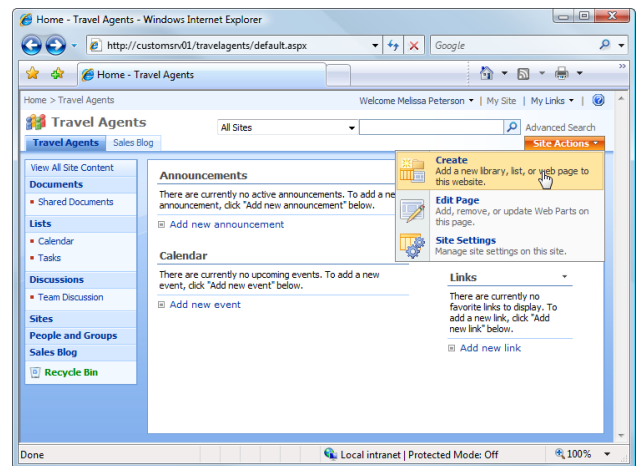 Home - Travel Agents - Windows Internet Explorer
http://customsrv01/travelagents/default.aspx
Google
Home - Travel Agents
Home > Travel Agents
Welcome Melissa Peterson
My Site
My Links
Travel Agents
All Sites
Advanced Search
Travel Agents
Sales Blog
Site Actions
View All Site Content
Documents
Shared Documents
Lists
Calendar
Tasks
Discussions
Team Discussion
Sites
People and Groups
Sales Blog
Recycle Bin
Announcements
There are currently no active announcements. To add a ne
announcement, click "Add new announcement" below.
Add new announcement
Calendar
There are currently no upcoming events. To add a new
event, click "Add new event" below.
Add new event
Create
Add a new library, list, or web page to
this website.
Edit Page
Add, remove, or update Web Parts on
this page.
Site Settings
Manage site settings on this site.
Links
There are currently no
favorite links to display. To
add a new link, click "Add
new link" below.
Add new link
Done
Local intranet | Protected Mode: Off
100%